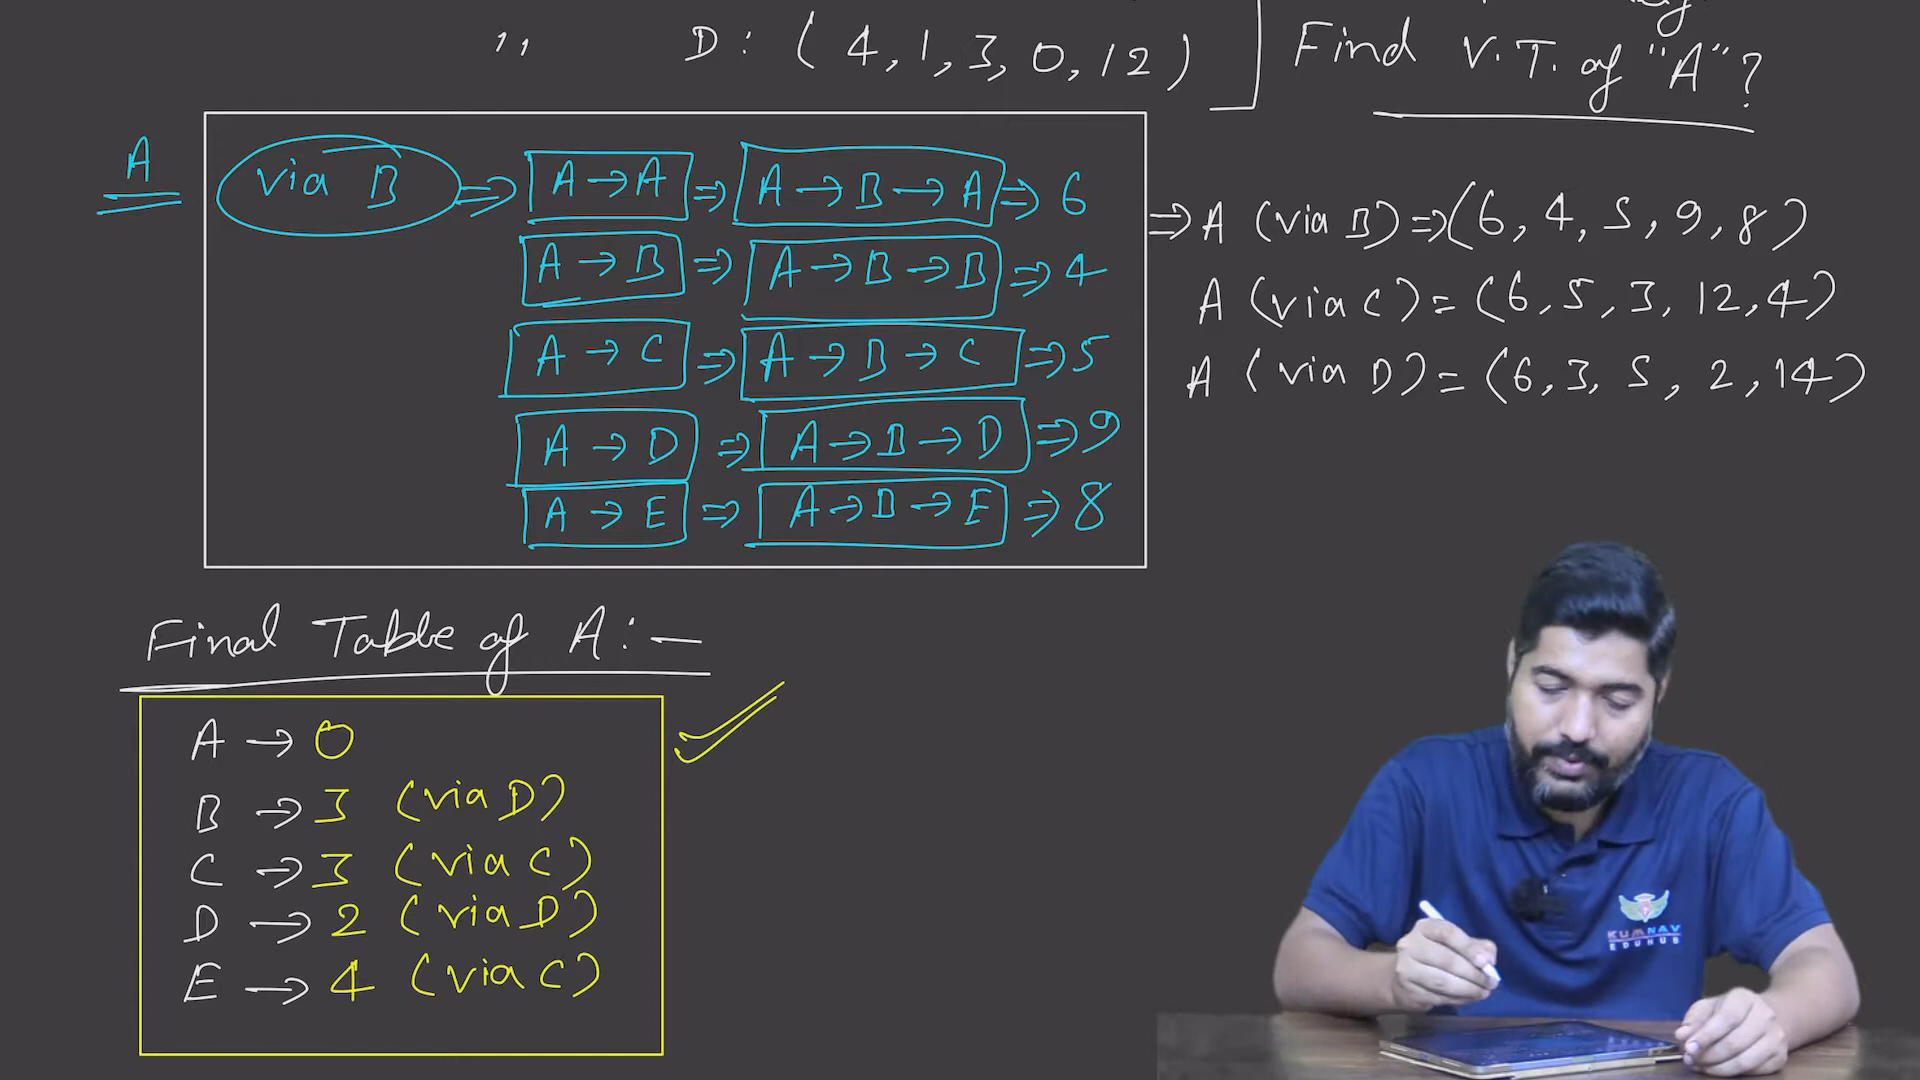 ,, D : ( 4, 1, 3, 0, 12 ) ] Find V.T. of "A" ?
A
via B ⇒ A → A ⇒ A → B → A ⇒ 6
A → B ⇒ A → B → B ⇒ 4
A → C ⇒ A → B → C ⇒ 5
A → D ⇒ A → B → D ⇒ 9
A → E ⇒ A → B → E ⇒ 8
⇒ A (via B) ⇒ (6, 4, 5, 9, 8)
A (via C) = (6, 5, 3, 12, 4)
A (via D) = (6, 3, 5, 2, 14)
Final Table of A :-
A → 0
B → 3 (via D)
C → 3 (via C)
D → 2 (via D)
E → 4 (via C)
KUMNAV
EDUHUB